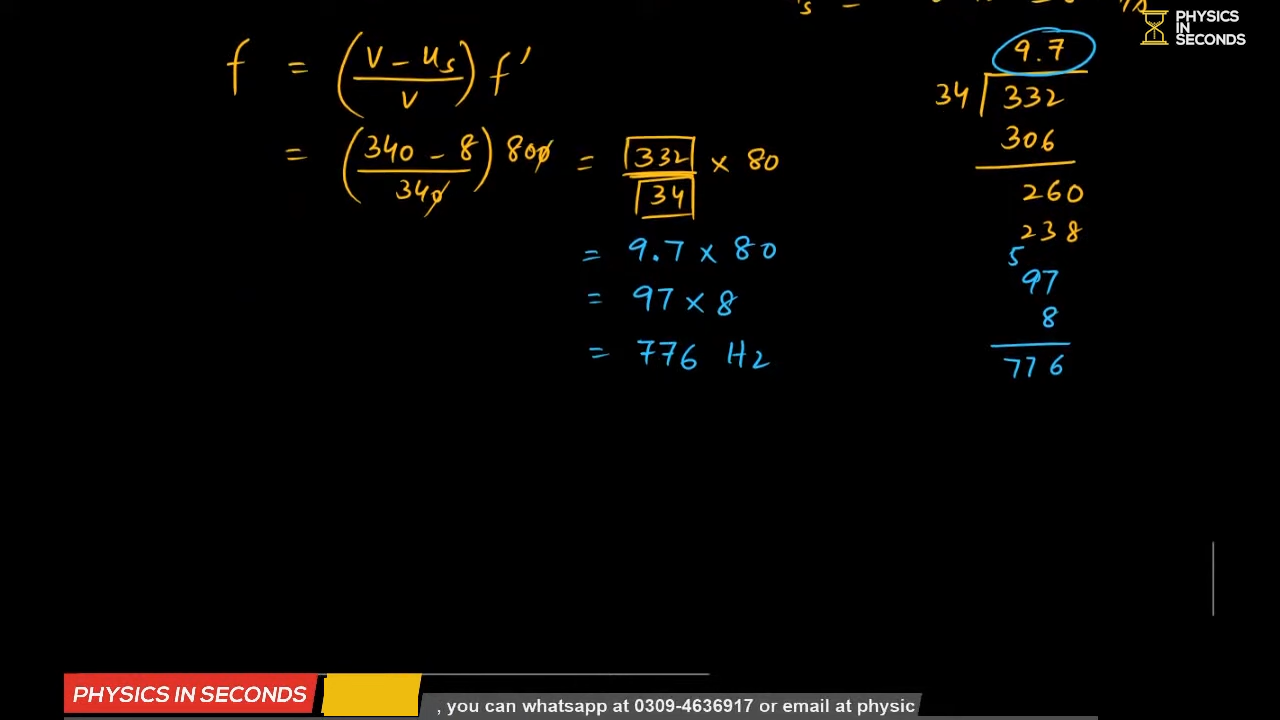 PHYSICS
IN
SECONDS
f = (v - us / v) f'
= (340 - 8 / 340) 800 = 332 / 34 × 80
= 9.7 × 80
= 97 × 8
= 776 Hz
9.7
34 332
306
260
238
5
97
8
776
PHYSICS IN SECONDS
, you can whatsapp at 0309-4636917 or email at physic